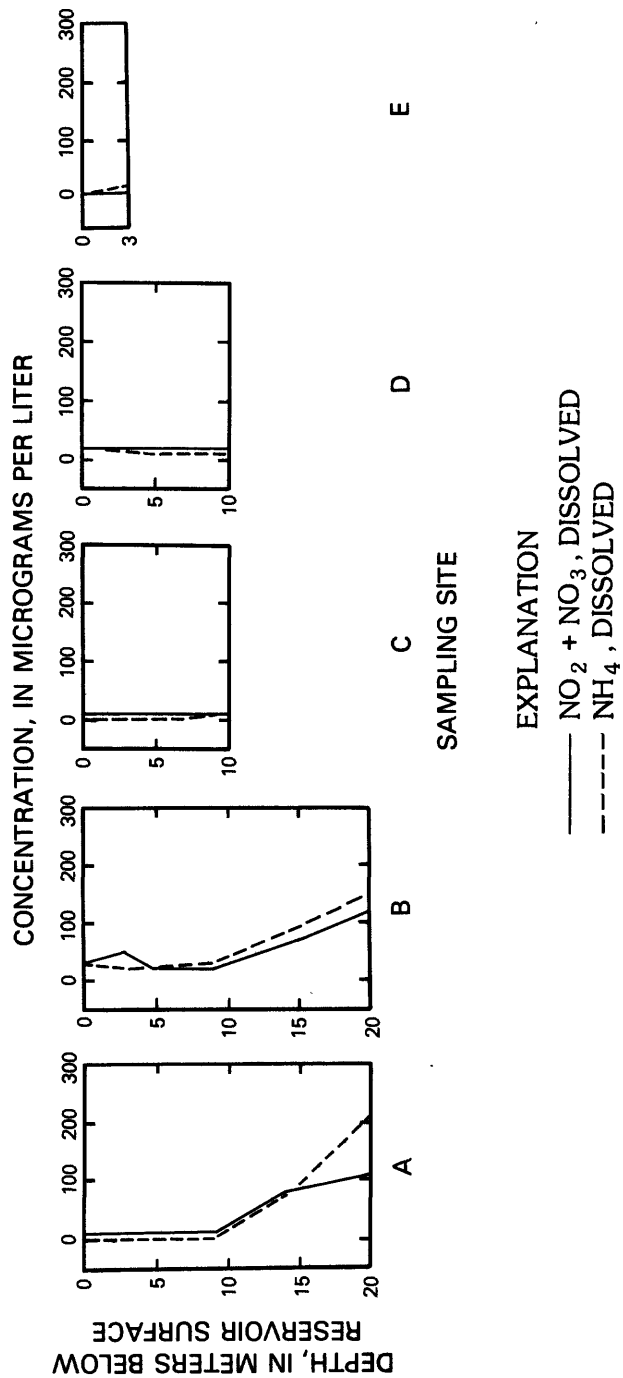 CONCENTRATION, IN MICROGRAMS PER LITER
DEPTH, IN METERS BELOW
RESERVOIR SURFACE
0 100 200 300
0
5
10
15
20
A
0 100 200 300
0
5
10
15
20
B
0 100 200 300
0
5
10
C
0 100 200 300
0
5
10
D
0 100 200 300
0
3
E
SAMPLING SITE
EXPLANATION
NO2 + NO3, DISSOLVED
NH4, DISSOLVED